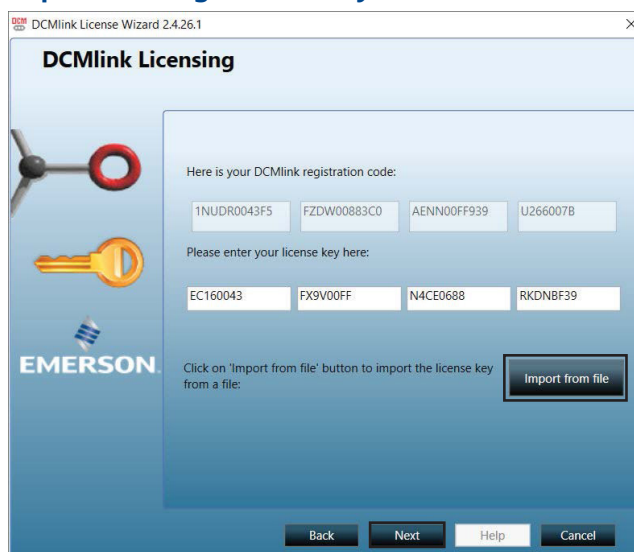 DCM DCMlink License Wizard 2.4.26.1
DCMlink Licensing
Here is your DCMlink registration code:
1NUDR0043F5 FZDW00883C0 AENN00FF939 U266007B
Please enter your license key here:
EC160043 FX9V00FF N4CE0688 RKDNBF39
EMERSON.
Click on 'Import from file' button to import the license key
from a file:
Import from file
Back Next Help Cancel